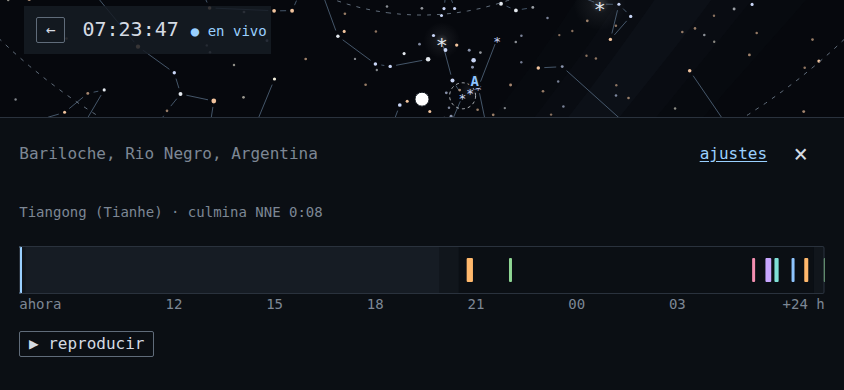 ← 07:23:47 ● en vivo
A
Bariloche, Rio Negro, Argentina ajustes ×
Tiangong (Tianhe) · culmina NNE 0:08
ahora 12 15 18 21 00 03 +24 h
▶ reproducir